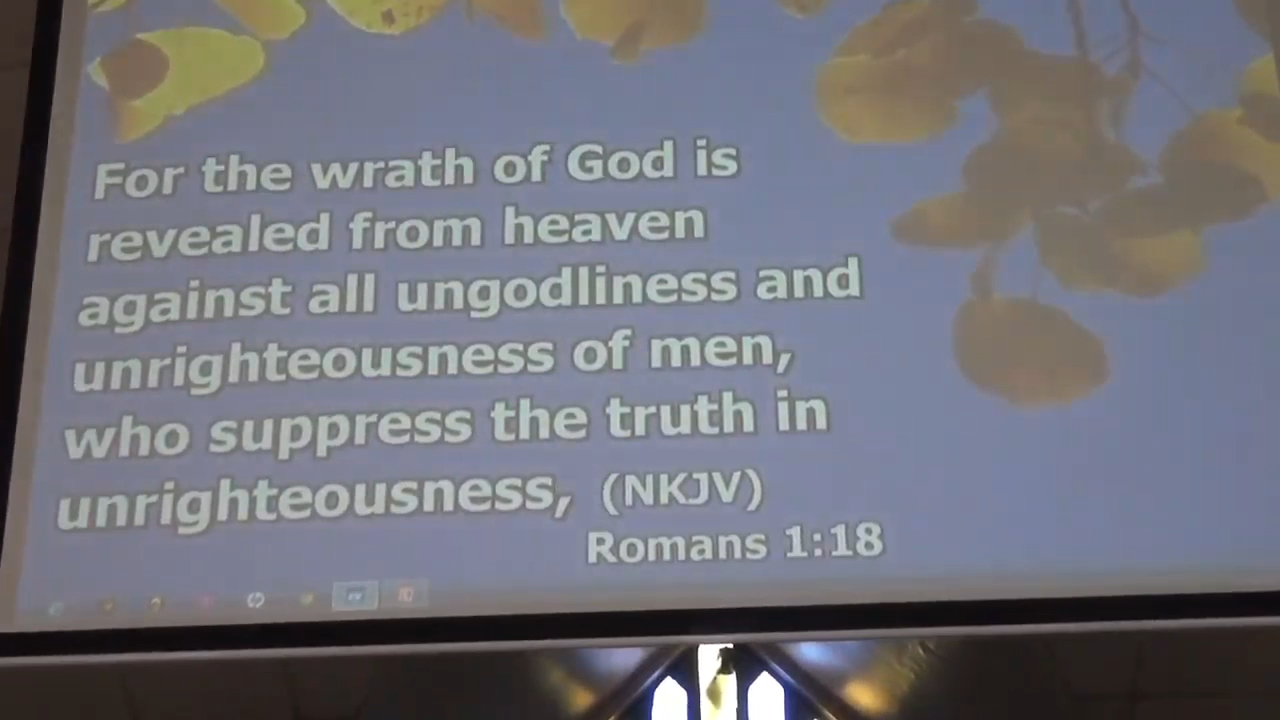 For the wrath of God is
revealed from heaven
against all ungodliness and
unrighteousness of men,
who suppress the truth in
unrighteousness, (NKJV)
Romans 1:18